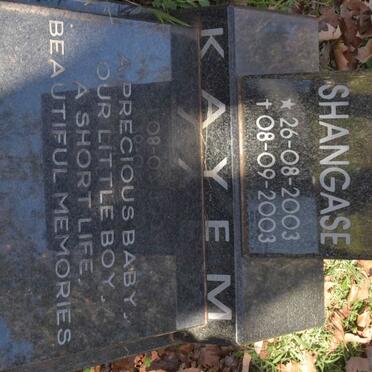 SHANGASE
★ 26-08-2003
✝ 08-09-2003
KAYEM
A PRECIOUS BABY,
OUR LITTLE BOY,
A SHORT LIFE,
BEAUTIFUL MEMORIES